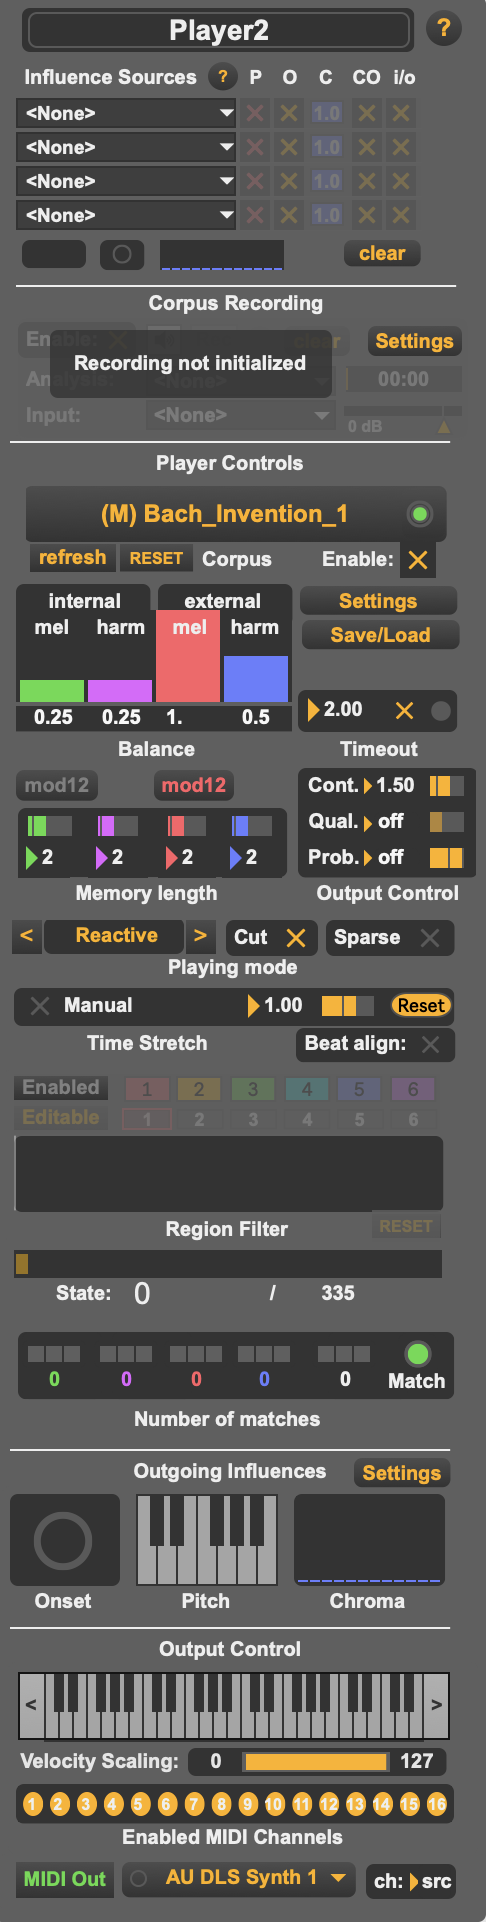 Player2 ?
Influence Sources ? P O C CO i/o
<None> 1.0
<None> 1.0
<None> 1.0
<None> 1.0
clear
Corpus Recording
Enable: clear Settings
Recording not initialized
Analysis: <None> 00:00
Input: <None> 0 dB
Player Controls
(M) Bach_Invention_1
refresh RESET Corpus Enable:
internal external Settings
mel harm mel harm Save/Load
0.25 0.25 1. 0.5 2.00
Balance Timeout
mod12 mod12 Cont. 1.50
Qual. off
2 2 2 2 Prob. off
Memory length Output Control
< Reactive > Cut Sparse
Playing mode
Manual 1.00 Reset
Time Stretch Beat align:
Enabled 1 2 3 4 5 6
Editable 1 2 3 4 5 6
Region Filter RESET
State: 0 / 335
0 0 0 0 0 Match
Number of matches
Outgoing Influences Settings
Onset Pitch Chroma
Output Control
< >
Velocity Scaling: 0 127
1 2 3 4 5 6 7 8 9 10 11 12 13 14 15 16
Enabled MIDI Channels
MIDI Out AU DLS Synth 1 ch: src